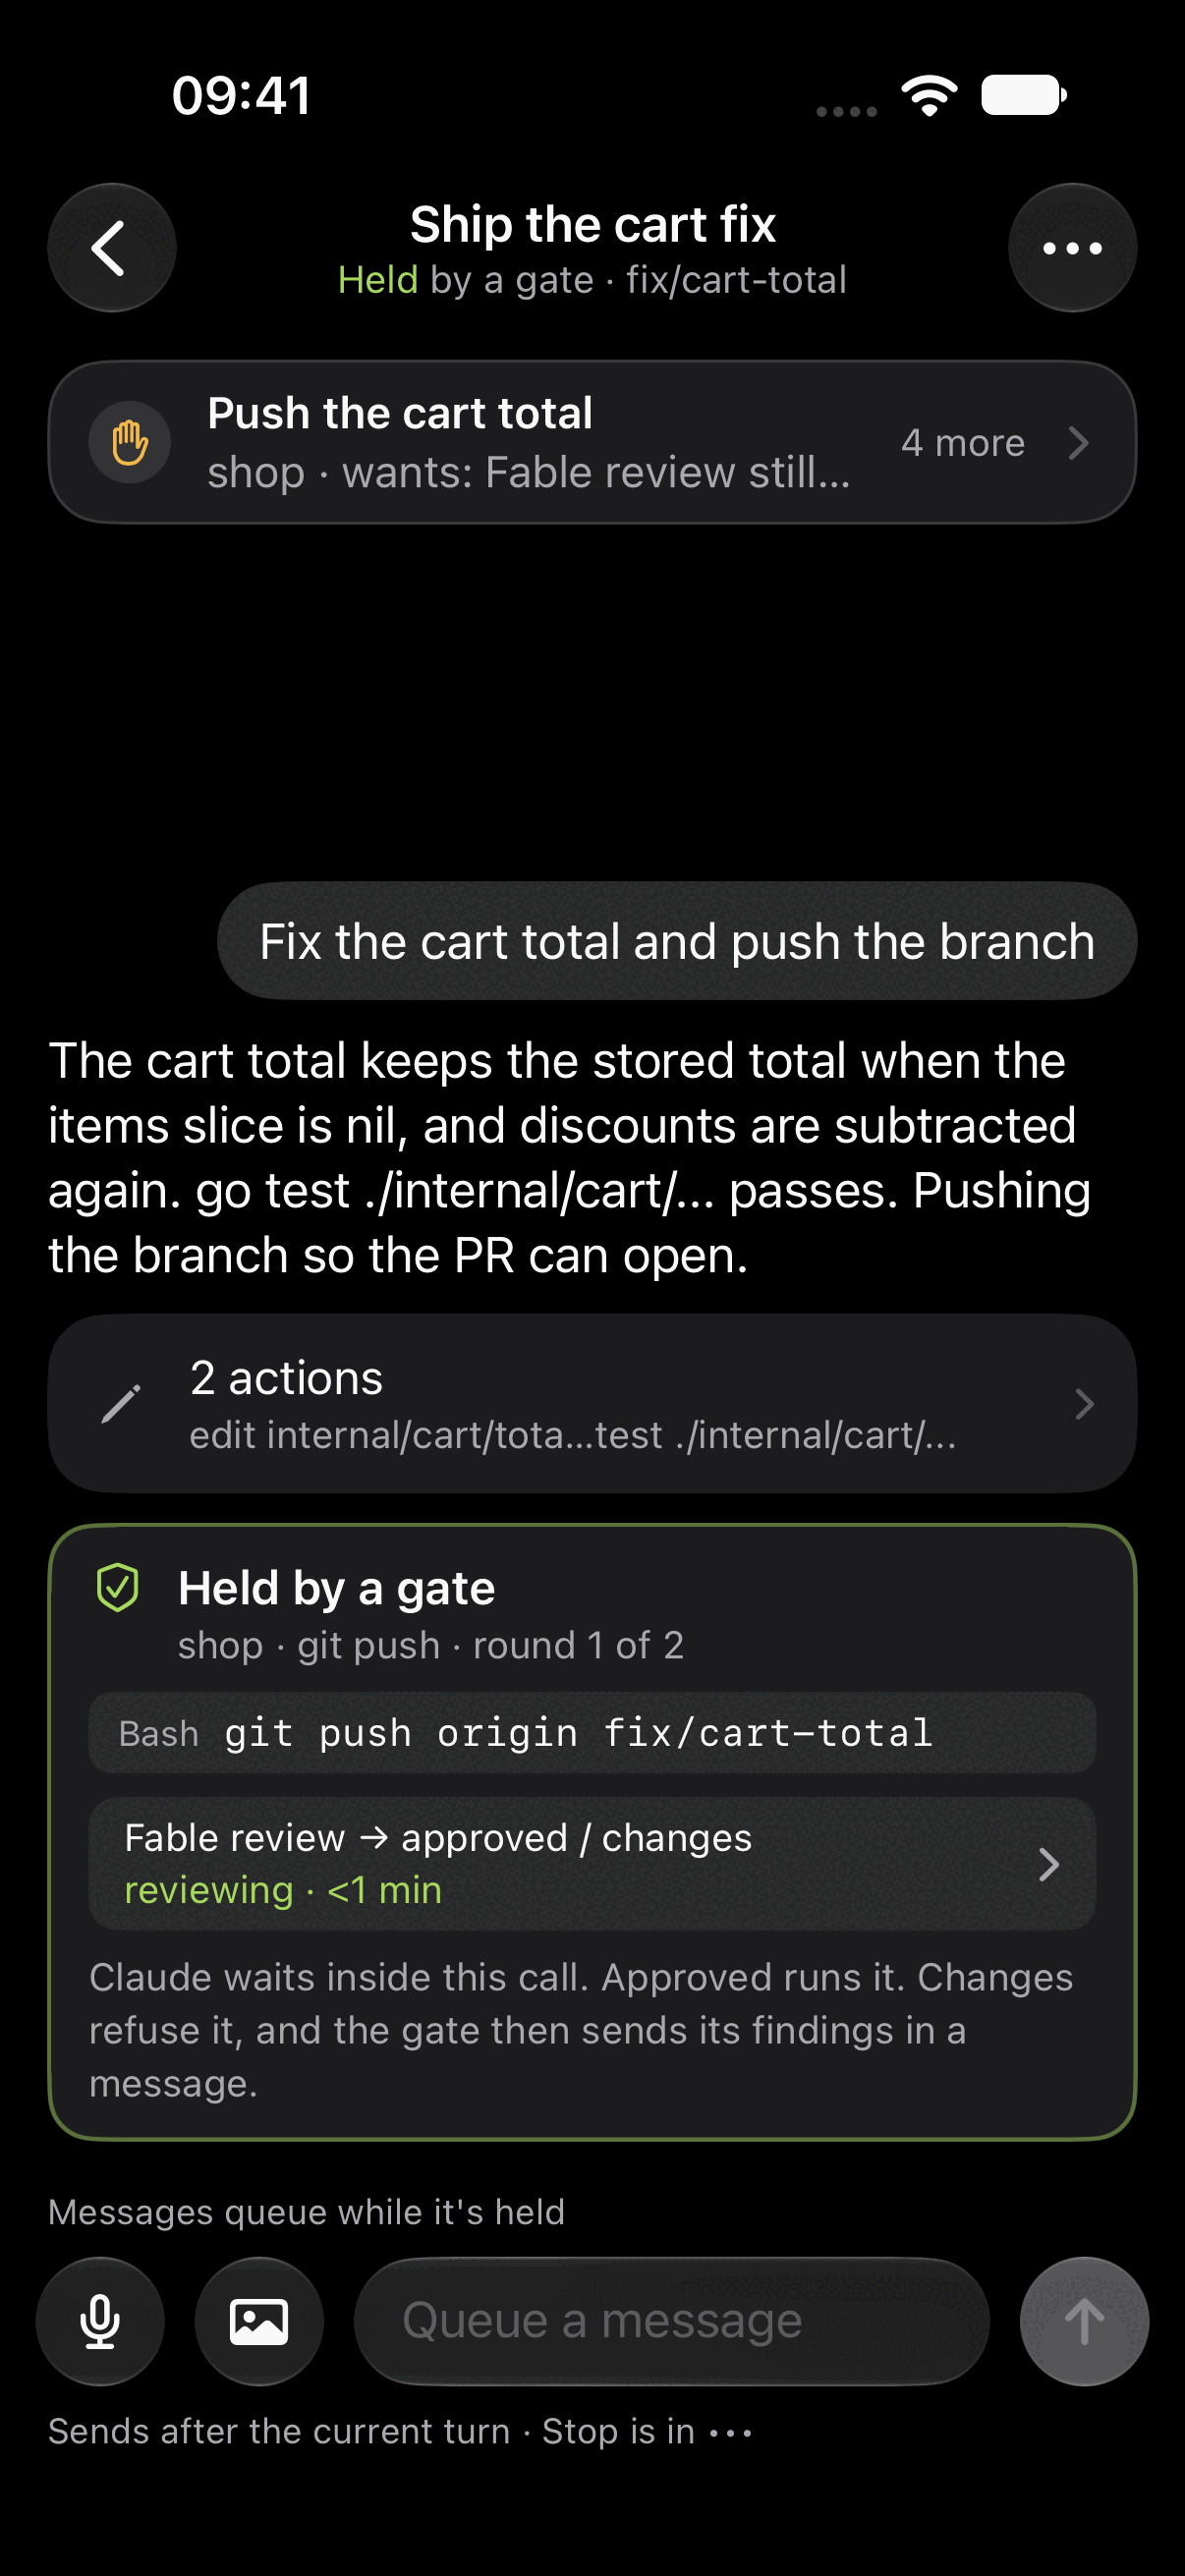 09:41
Ship the cart fix
Held by a gate · fix/cart-total
Push the cart total
shop · wants: Fable review still...
4 more
Fix the cart total and push the branch
The cart total keeps the stored total when the
items slice is nil, and discounts are subtracted
again. go test ./internal/cart/... passes. Pushing
the branch so the PR can open.
2 actions
edit internal/cart/tota...test ./internal/cart/...
Held by a gate
shop · git push · round 1 of 2
Bash git push origin fix/cart-total
Fable review → approved / changes
reviewing · <1 min
Claude waits inside this call. Approved runs it. Changes
refuse it, and the gate then sends its findings in a
message.
Messages queue while it's held
Queue a message
Sends after the current turn · Stop is in •••